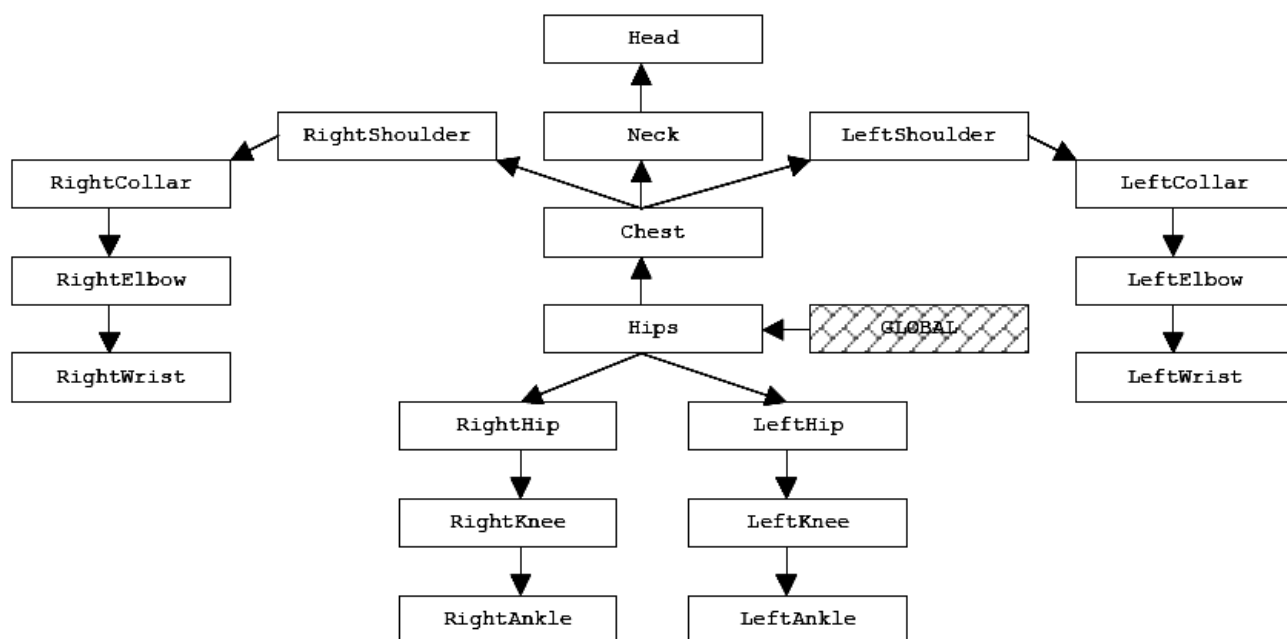 Head
RightShoulder
Neck
LeftShoulder
RightCollar
LeftCollar
Chest
RightElbow
LeftElbow
Hips
GLOBAL
RightWrist
LeftWrist
RightHip
LeftHip
RightKnee
LeftKnee
RightAnkle
LeftAnkle